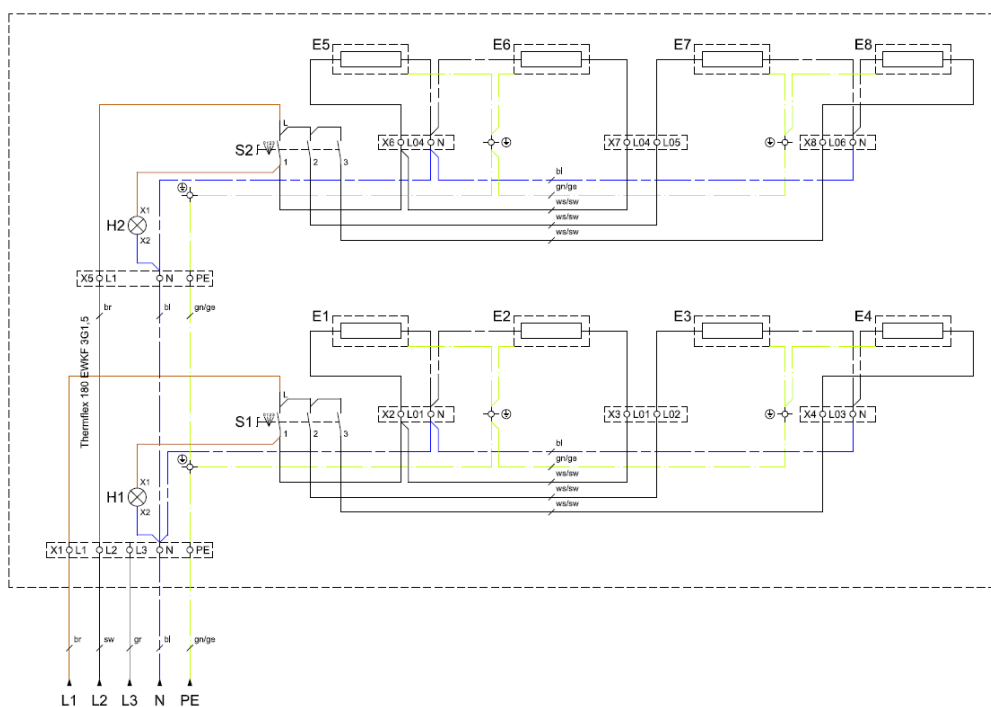 E5 E6 E7 E8
L
X6 L04 N X7 L04 L05 X8 L06 N
S2 0123 1 2 3
bl
gn/ge
ws/sw
ws/sw
ws/sw
X1
H2
X2
X5 L1 N PE
br bl gn/ge
Thermflex 180 EWKF 3G1,5
E1 E2 E3 E4
L
X2 L01 N X3 L01 L02 X4 L03 N
S1 0123 1 2 3
bl
gn/ge
ws/sw
ws/sw
ws/sw
X1
H1
X2
X1 L1 L2 L3 N PE
br sw gr bl gn/ge
L1 L2 L3 N PE